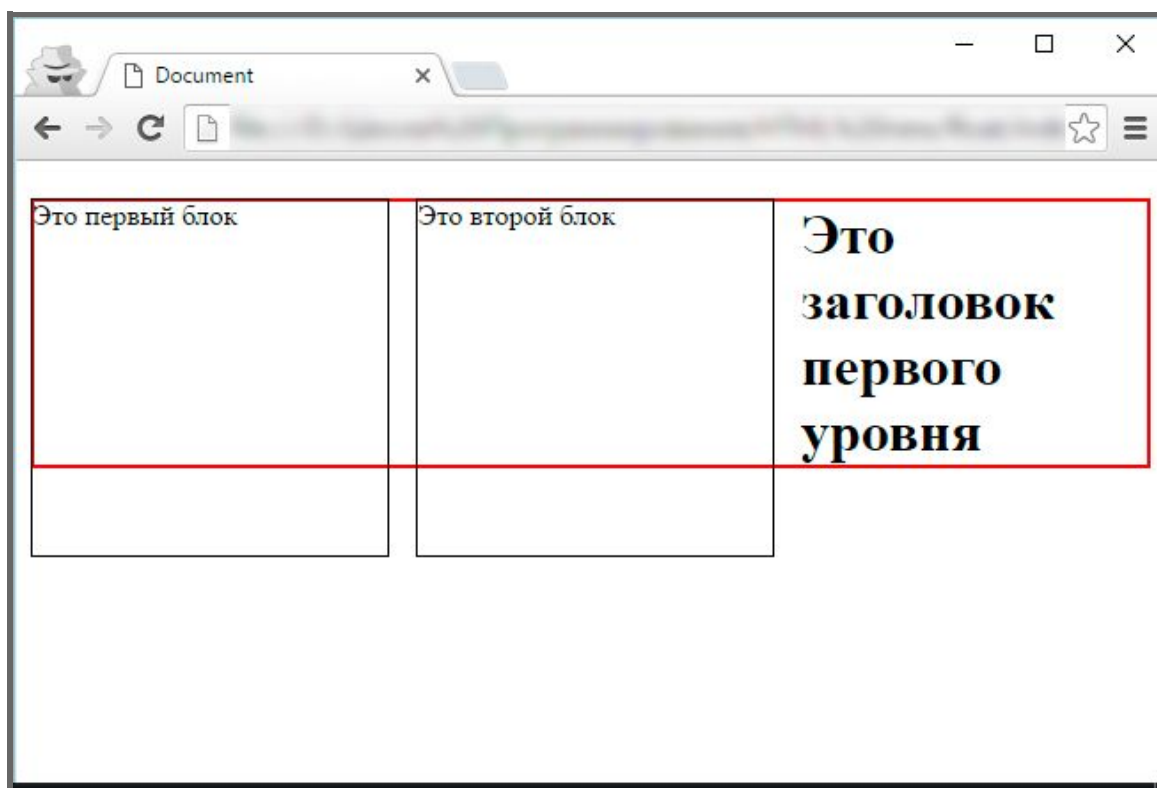 Document
Это первый блок
Это второй блок
Это
заголовок
первого
уровня